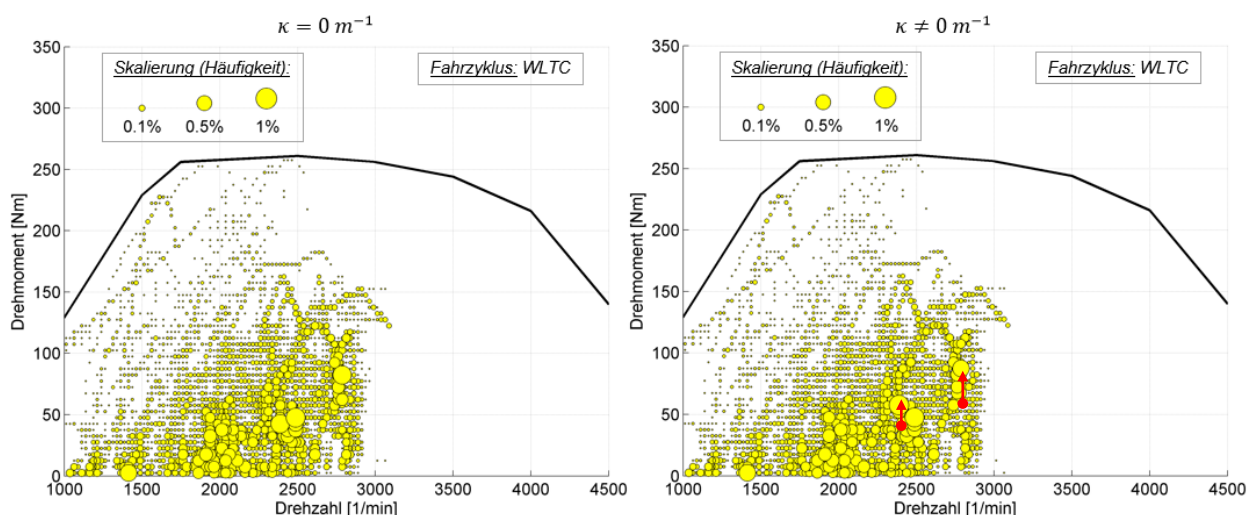 κ = 0 m⁻¹
350
300
250
200
150
100
50
0
Drehmoment [Nm]
Skalierung (Häufigkeit):
0.1% 0.5% 1%
Fahrzyklus: WLTC
1000 1500 2000 2500 3000 3500 4000 4500
Drehzahl [1/min]
κ ≠ 0 m⁻¹
350
300
250
200
150
100
50
0
Drehmoment [Nm]
Skalierung (Häufigkeit):
0.1% 0.5% 1%
Fahrzyklus: WLTC
1000 1500 2000 2500 3000 3500 4000 4500
Drehzahl [1/min]